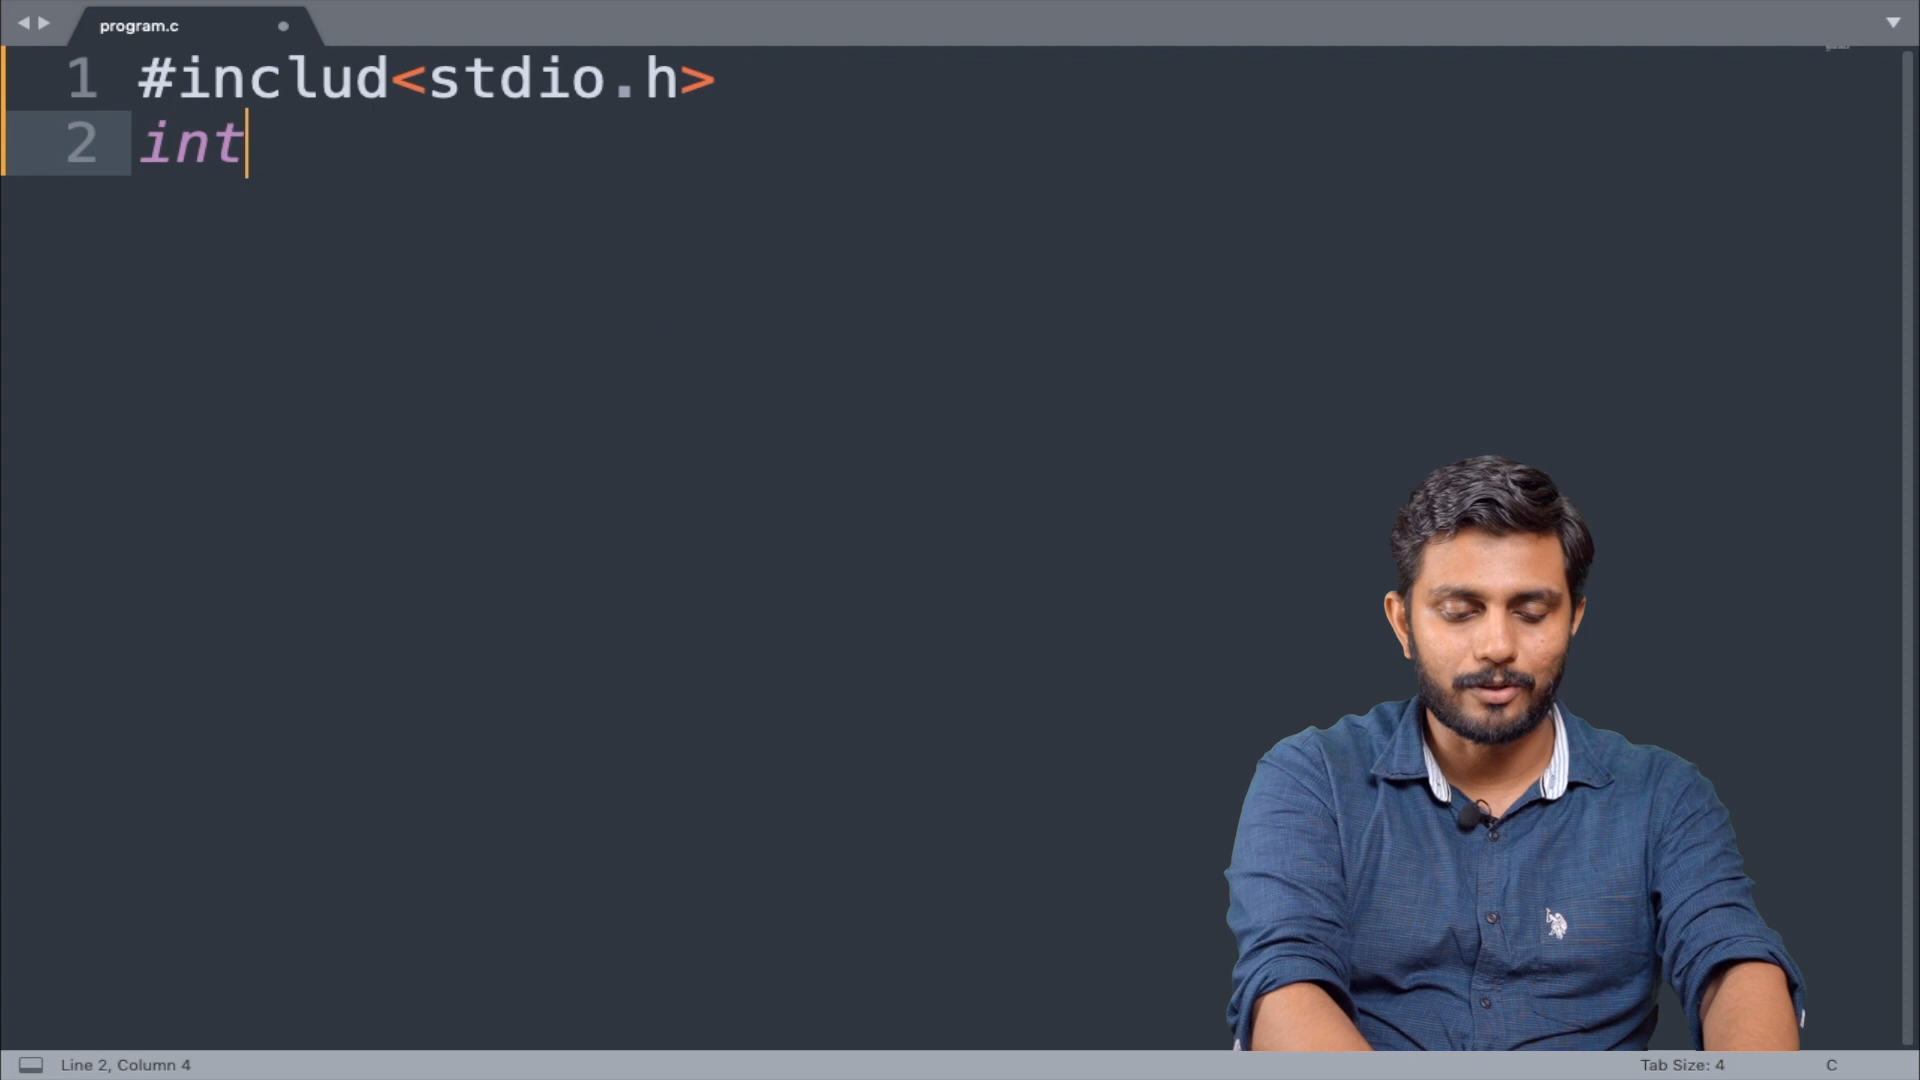 program.c
1 #includ<stdio.h>
2 int
Line 2, Column 4
Tab Size: 4
C